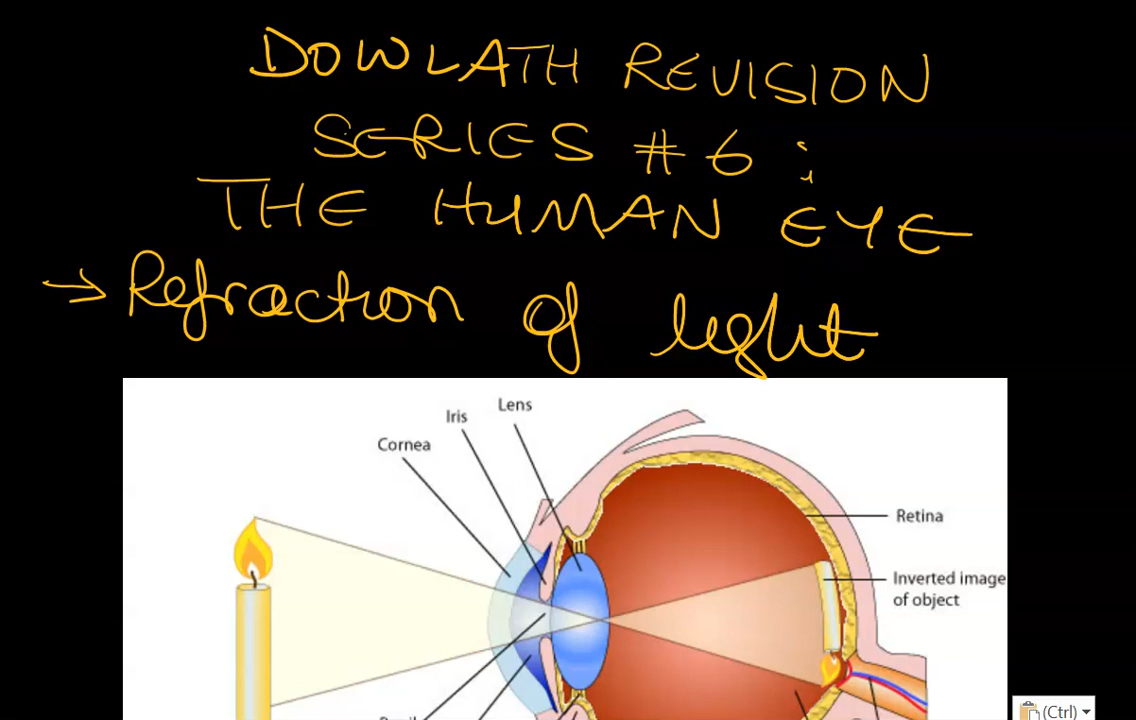 DOWLATH REVISION
SERIES # 6 :
THE HUMAN EYE
→ Refraction of light
Lens
Iris
Cornea
Retina
Inverted image
of object
(Ctrl)